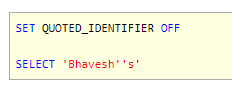 SET QUOTED_IDENTIFIER OFF
SELECT 'Bhavesh''s'